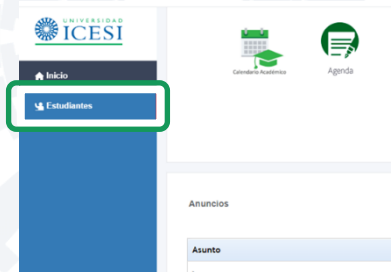 UNIVERSIDAD
ICESI
Inicio
Estudiantes
Calendario Académico
Agenda
Anuncios
Asunto